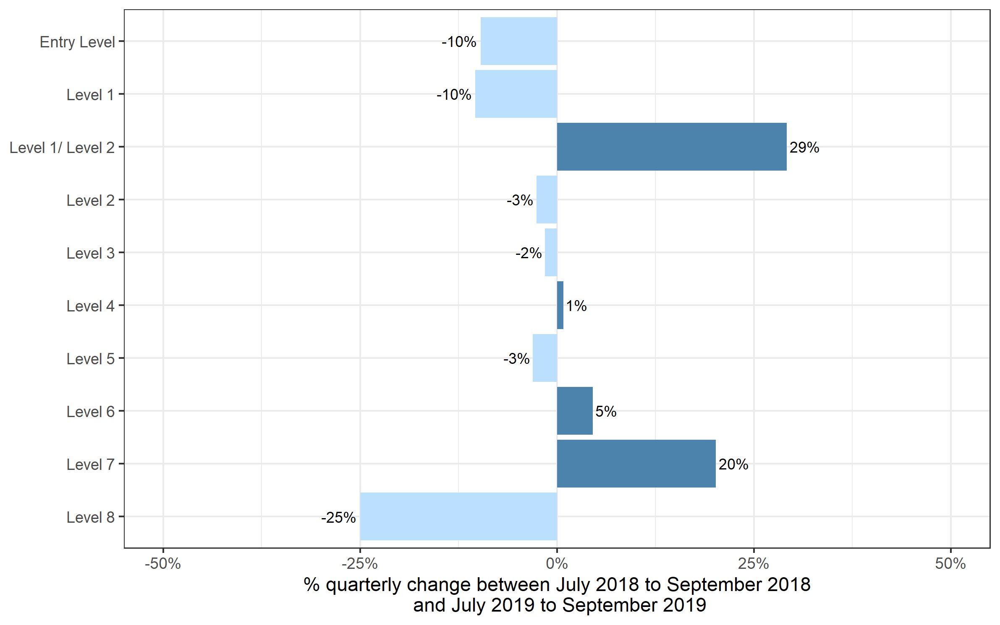 Entry Level
-10%
Level 1
-10%
Level 1/ Level 2
29%
Level 2
-3%
Level 3
-2%
Level 4
1%
Level 5
-3%
Level 6
5%
Level 7
20%
Level 8
-25%
-50%
-25%
0%
25%
50%
% quarterly change between July 2018 to September 2018
and July 2019 to September 2019